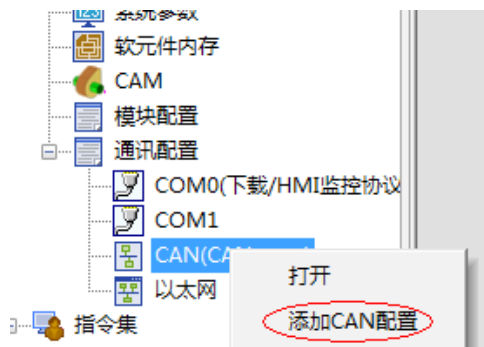 系统参数
软元件内存
CAM
模块配置
通讯配置
COM0(下载/HMI监控协议
COM1
CAN(CA
打开
以太网
添加CAN配置
指令集